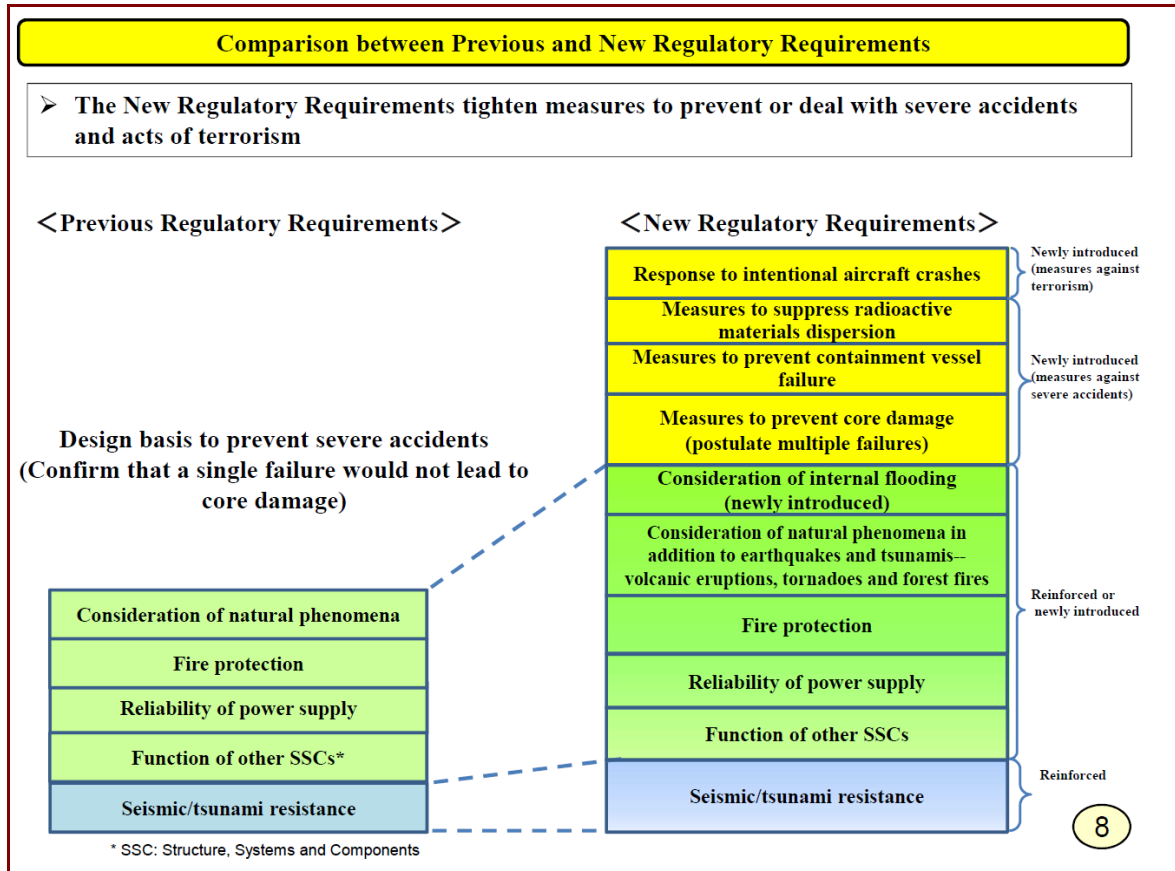 Comparison between Previous and New Regulatory Requirements
➢ The New Regulatory Requirements tighten measures to prevent or deal with severe accidents
and acts of terrorism
＜Previous Regulatory Requirements＞
Design basis to prevent severe accidents
(Confirm that a single failure would not lead to
core damage)
Consideration of natural phenomena
Fire protection
Reliability of power supply
Function of other SSCs*
Seismic/tsunami resistance
* SSC: Structure, Systems and Components
＜New Regulatory Requirements＞
Response to intentional aircraft crashes
Measures to suppress radioactive
materials dispersion
Measures to prevent containment vessel
failure
Measures to prevent core damage
(postulate multiple failures)
Consideration of internal flooding
(newly introduced)
Consideration of natural phenomena in
addition to earthquakes and tsunamis--
volcanic eruptions, tornadoes and forest fires
Fire protection
Reliability of power supply
Function of other SSCs
Seismic/tsunami resistance
Newly introduced
(measures against
terrorism)
Newly introduced
(measures against
severe accidents)
Reinforced or
newly introduced
Reinforced
8